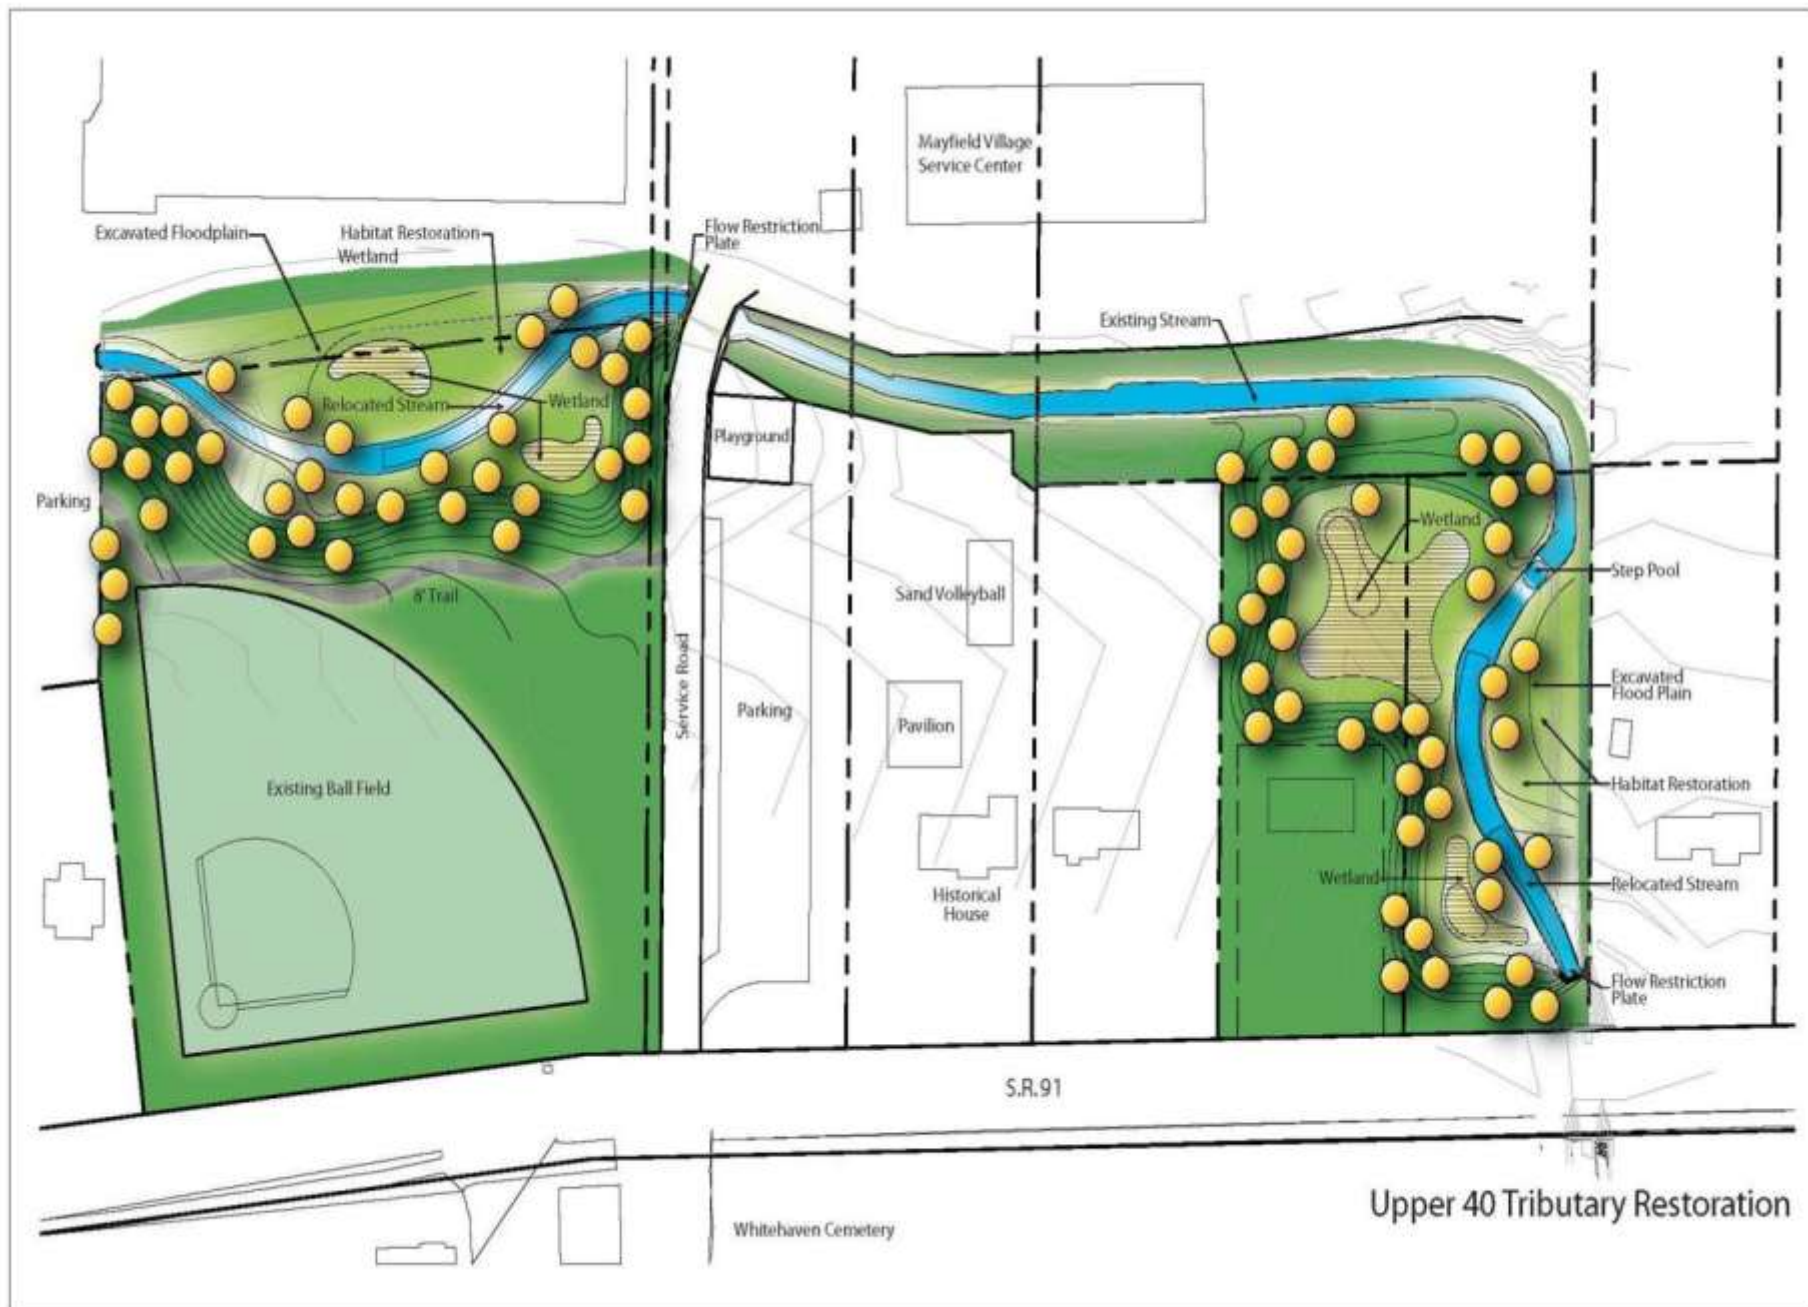 Mayfield Village
Service Center
Excavated Floodplain
Habitat Restoration
Wetland
Flow Restriction
Plate
Existing Stream
Relocated Stream
Wetland
Playground
Parking
Wetland
Step Pool
8' Trail
Sand Volleyball
Service Road
Parking
Pavilion
Excavated
Flood Plain
Existing Ball Field
Habitat Restoration
Historical
House
Wetland
Relocated Stream
Flow Restriction
Plate
S.R.91
Upper 40 Tributary Restoration
Whitehaven Cemetery